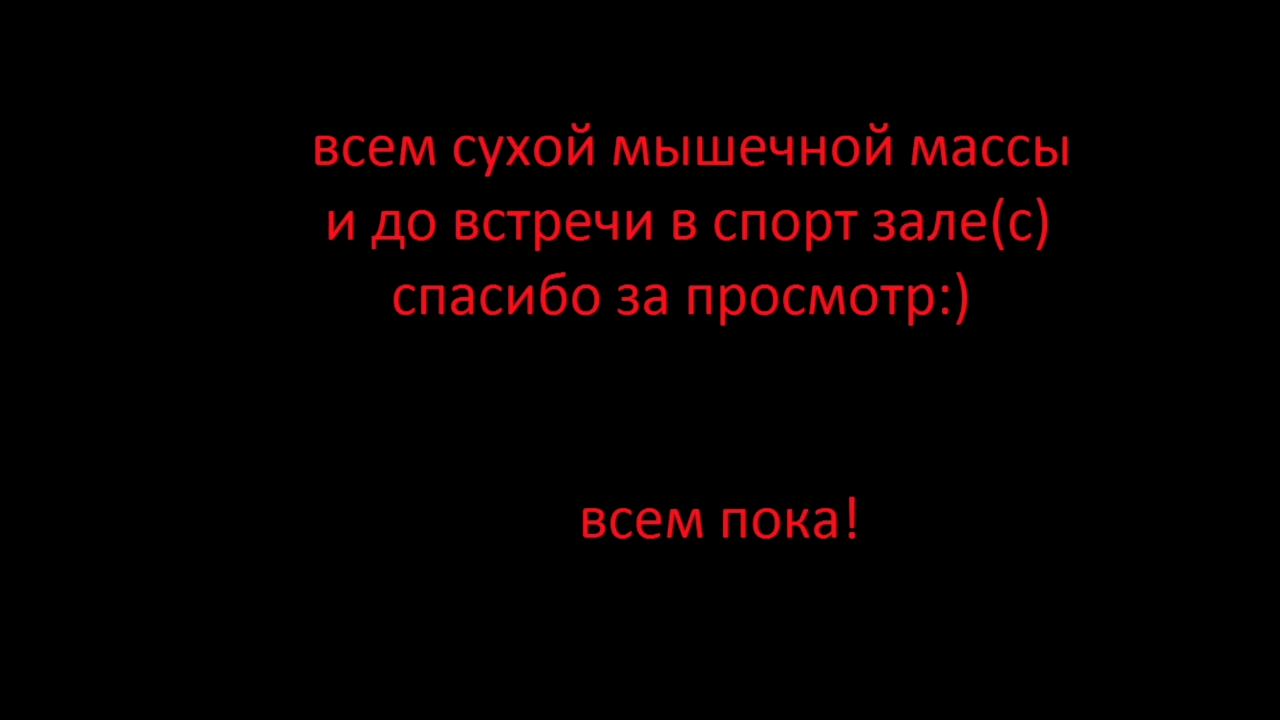 всем сухой мышечной массы
и до встречи в спорт зале(с)
спасибо за просмотр:)
всем пока!